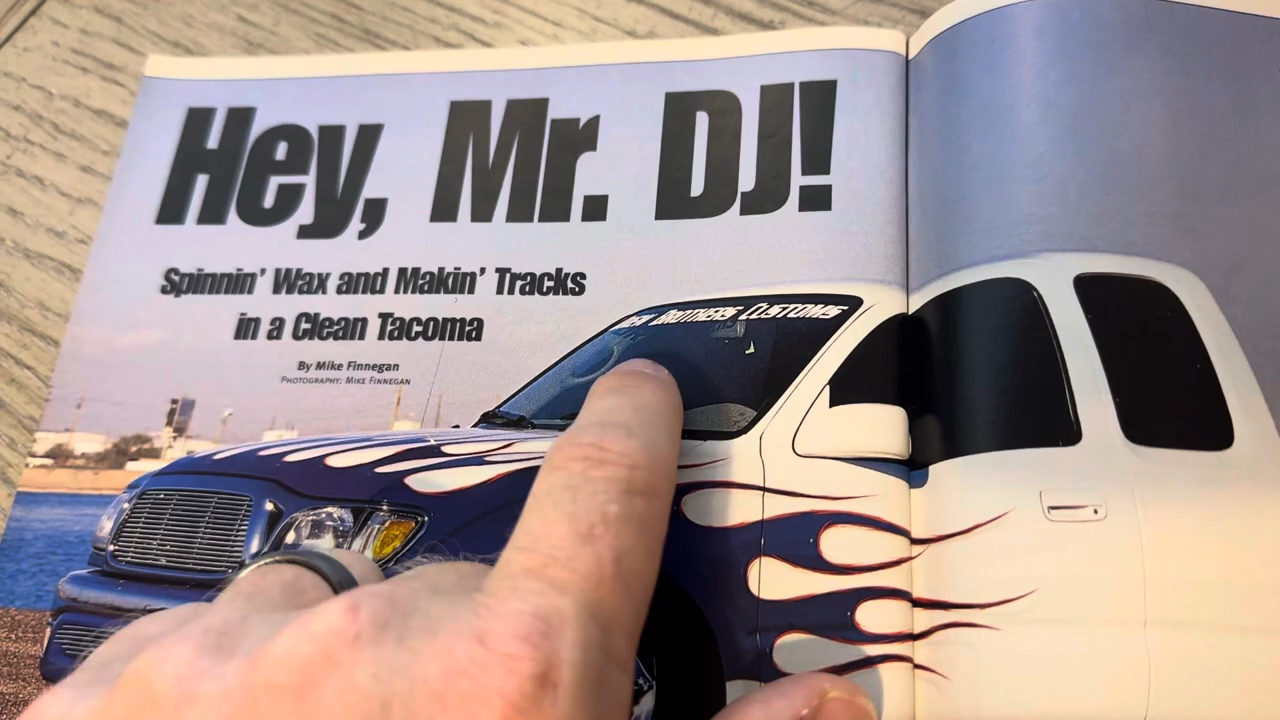 Hey, Mr. DJ!
Spinnin' Wax and Makin' Tracks
in a Clean Tacoma
By Mike Finnegan
Photography: Mike Finnegan
Brothers Customs